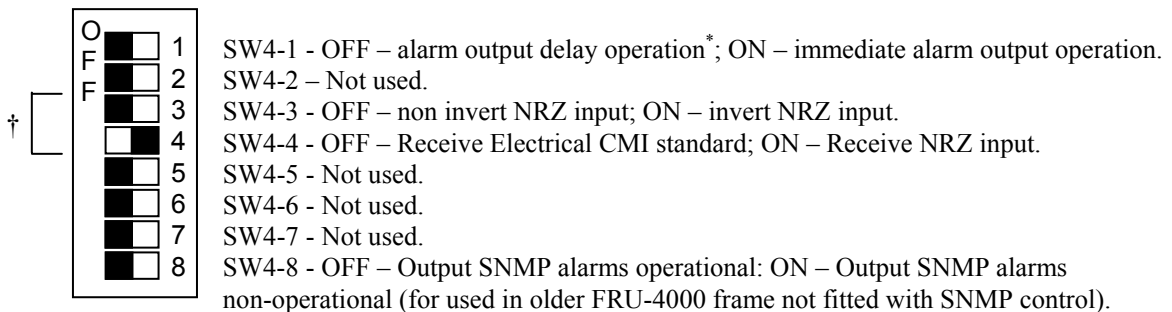 OFF
1 SW4-1 - OFF – alarm output delay operation*; ON – immediate alarm output operation.
2 SW4-2 – Not used.
† 3 SW4-3 - OFF – non invert NRZ input; ON – invert NRZ input.
4 SW4-4 - OFF – Receive Electrical CMI standard; ON – Receive NRZ input.
5 SW4-5 - Not used.
6 SW4-6 - Not used.
7 SW4-7 - Not used.
8 SW4-8 - OFF – Output SNMP alarms operational: ON – Output SNMP alarms
non-operational (for used in older FRU-4000 frame not fitted with SNMP control).